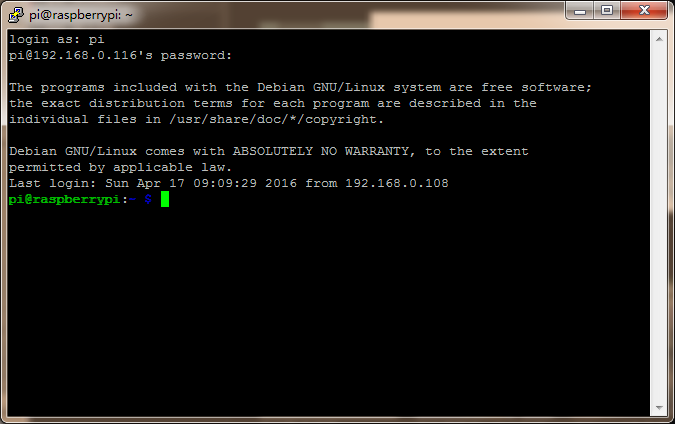 pi@raspberrypi: ~
login as: pi
pi@192.168.0.116's password:
The programs included with the Debian GNU/Linux system are free software;
the exact distribution terms for each program are described in the
individual files in /usr/share/doc/*/copyright.
Debian GNU/Linux comes with ABSOLUTELY NO WARRANTY, to the extent
permitted by applicable law.
Last login: Sun Apr 17 09:09:29 2016 from 192.168.0.108
pi@raspberrypi:~ $